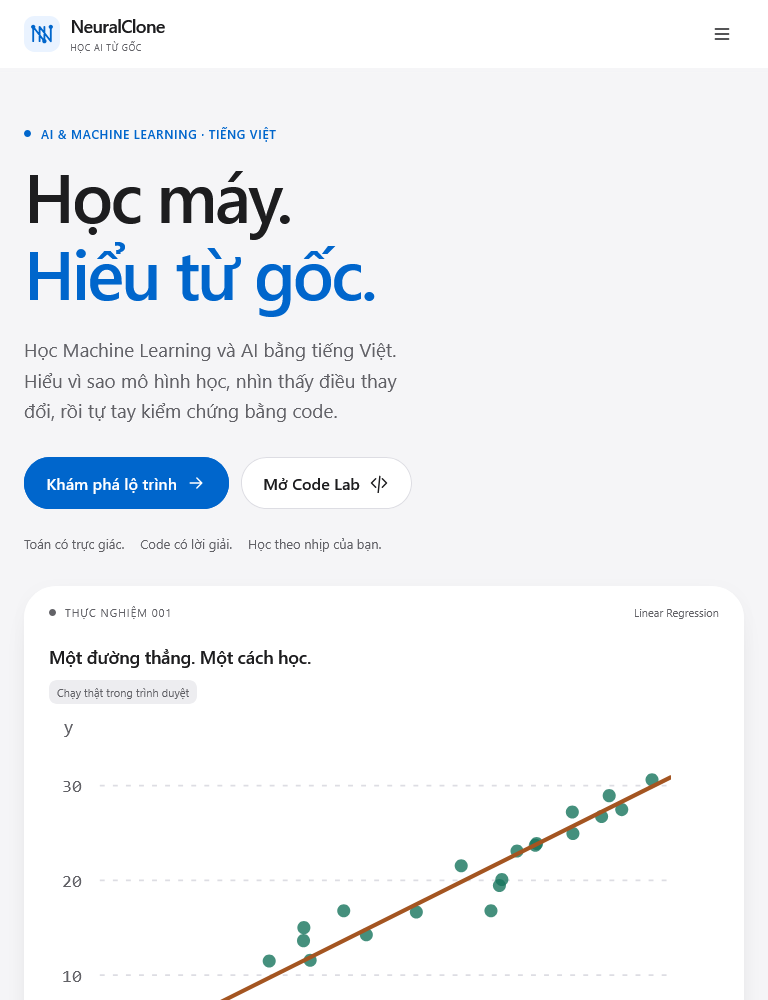 NeuralClone
HỌC AI TỪ GỐC
AI & MACHINE LEARNING · TIẾNG VIỆT
Học máy.
Hiểu từ gốc.
Học Machine Learning và AI bằng tiếng Việt.
Hiểu vì sao mô hình học, nhìn thấy điều thay
đổi, rồi tự tay kiểm chứng bằng code.
Khám phá lộ trình →
Mở Code Lab </>
Toán có trực giác. Code có lời giải. Học theo nhịp của bạn.
THỰC NGHIỆM 001
Linear Regression
Một đường thẳng. Một cách học.
Chạy thật trong trình duyệt
y
30
20
10